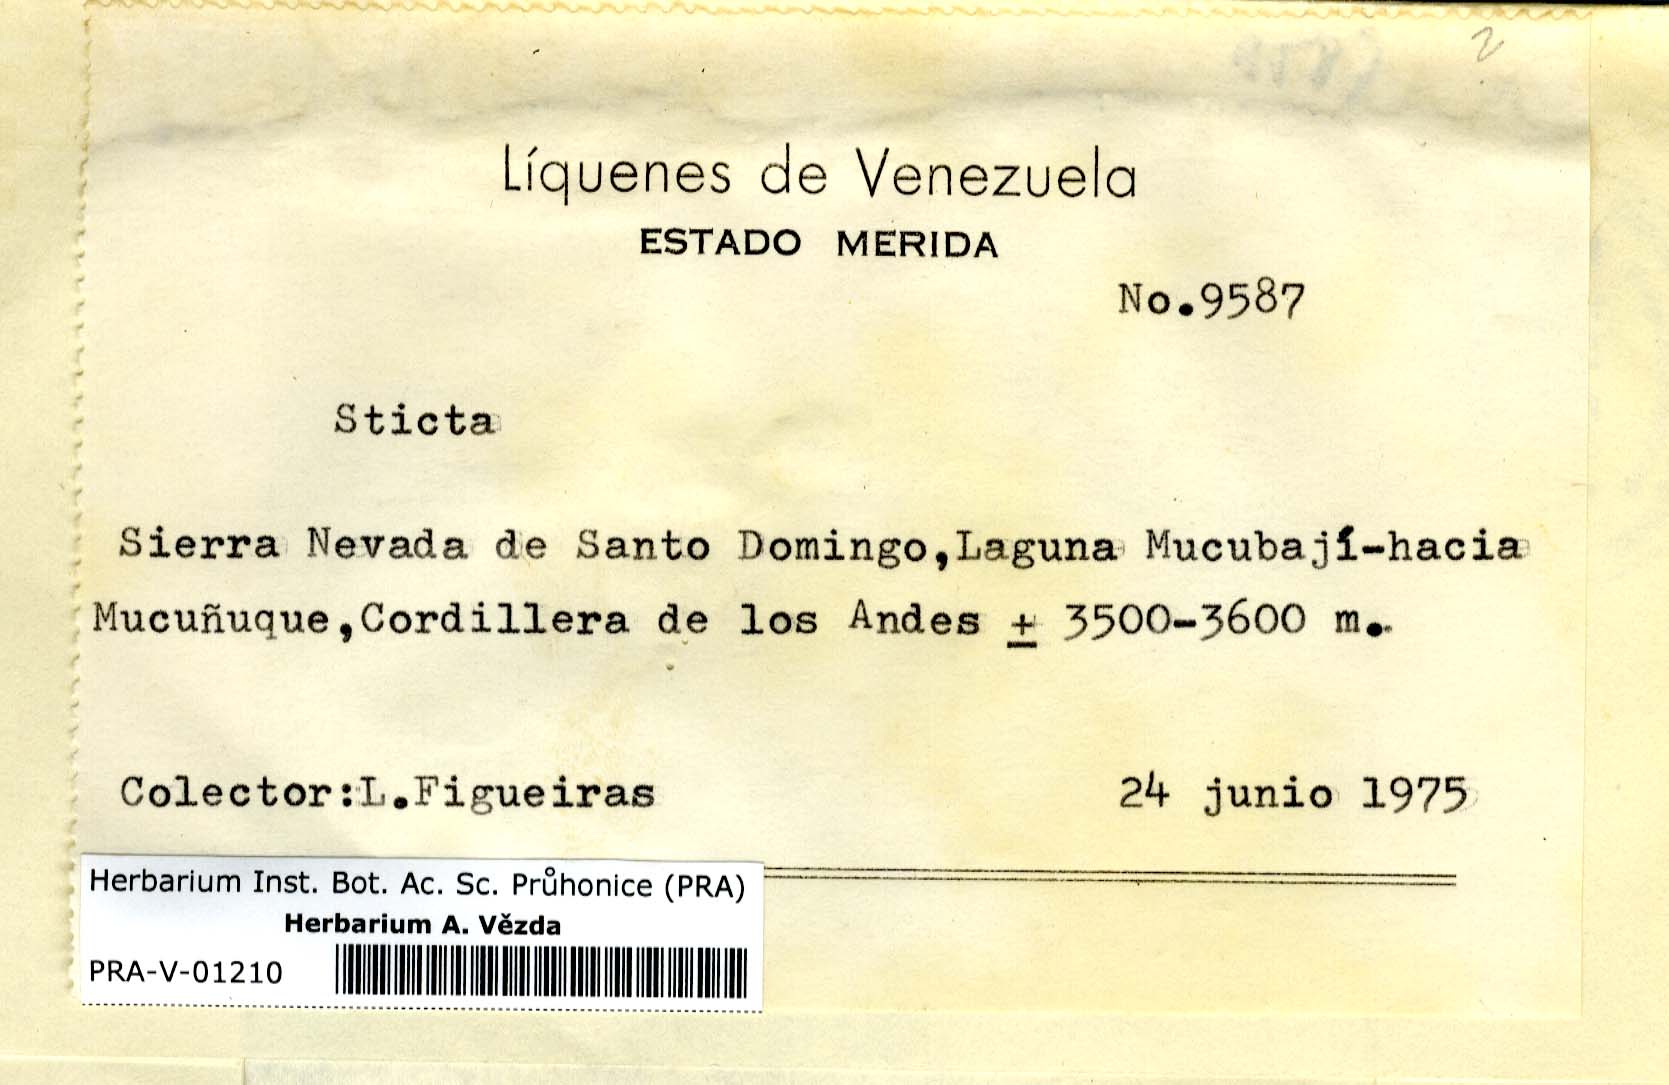 Líquenes de Venezuela
ESTADO MERIDA
No.9587
Sticta
Sierra Nevada de Santo Domingo,Laguna Mucubají-hacia
Mucuñuque,Cordillera de los Andes ± 3500-3600 m.
Colector:L.Figueiras
24 junio 1975
Herbarium Inst. Bot. Ac. Sc. Průhonice (PRA)
Herbarium A. Vězda
PRA-V-01210